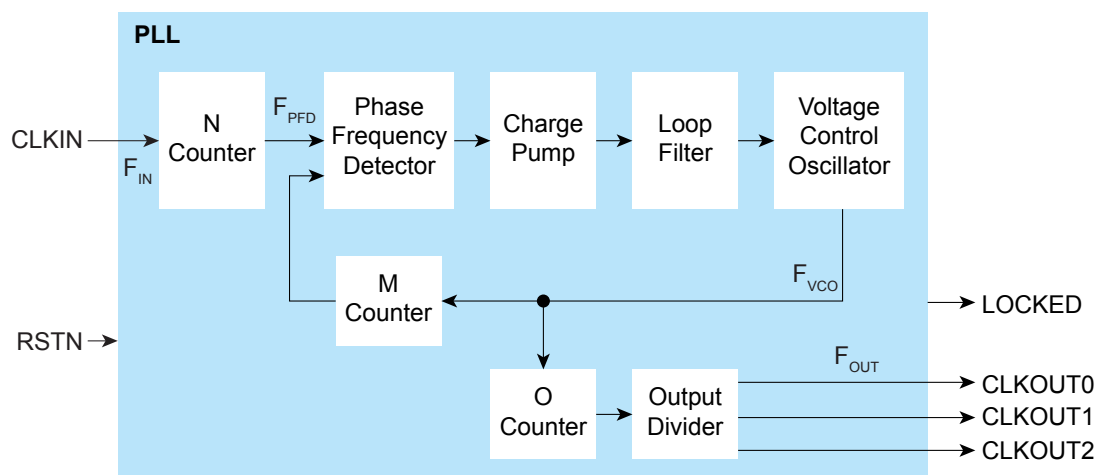 PLL
CLKIN
F_IN
N
Counter
F_PFD
Phase
Frequency
Detector
Charge
Pump
Loop
Filter
Voltage
Control
Oscillator
M
Counter
F_VCO
LOCKED
RSTN
O
Counter
Output
Divider
F_OUT
CLKOUT0
CLKOUT1
CLKOUT2